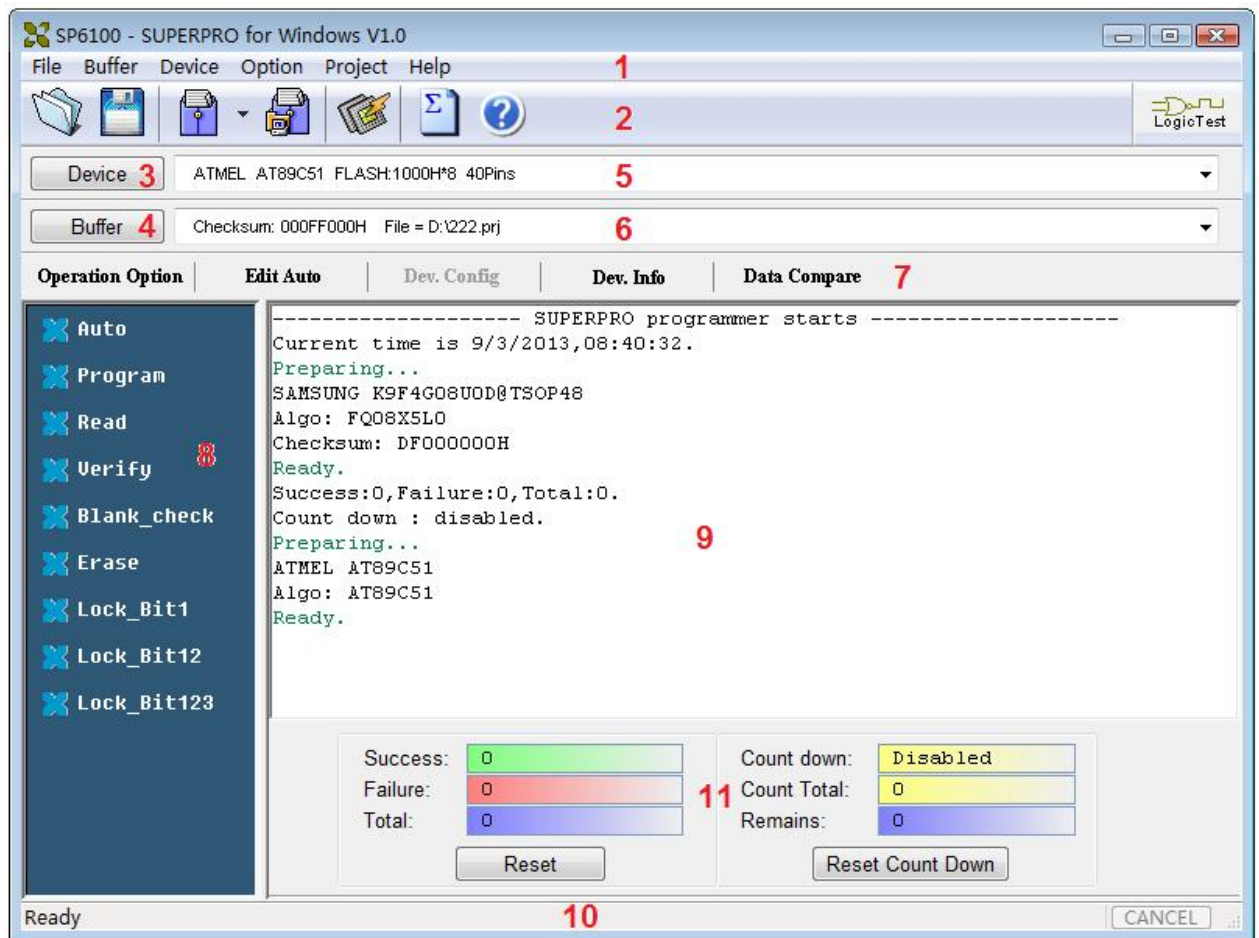 SP6100 - SUPERPRO for Windows V1.0
File Buffer Device Option Project Help 1
2 LogicTest
Device 3 ATMEL AT89C51 FLASH:1000H*8 40Pins 5
Buffer 4 Checksum: 000FF000H File = D:\222.prj 6
Operation Option Edit Auto Dev. Config Dev. Info Data Compare 7
Auto
Program
Read
Verify
Blank_check
Erase
Lock_Bit1
Lock_Bit12
Lock_Bit123
8
-------------------- SUPERPRO programmer starts --------------------
Current time is 9/3/2013,08:40:32.
Preparing...
SAMSUNG K9F4G08U0D@TSOP48
Algo: FQ08X5L0
Checksum: DF000000H
Ready.
Success:0,Failure:0,Total:0.
Count down : disabled.
Preparing...
ATMEL AT89C51
Algo: AT89C51
Ready.
9
Success: 0
Failure: 0
Total: 0
Reset
11
Count down: Disabled
Count Total: 0
Remains: 0
Reset Count Down
Ready 10 CANCEL